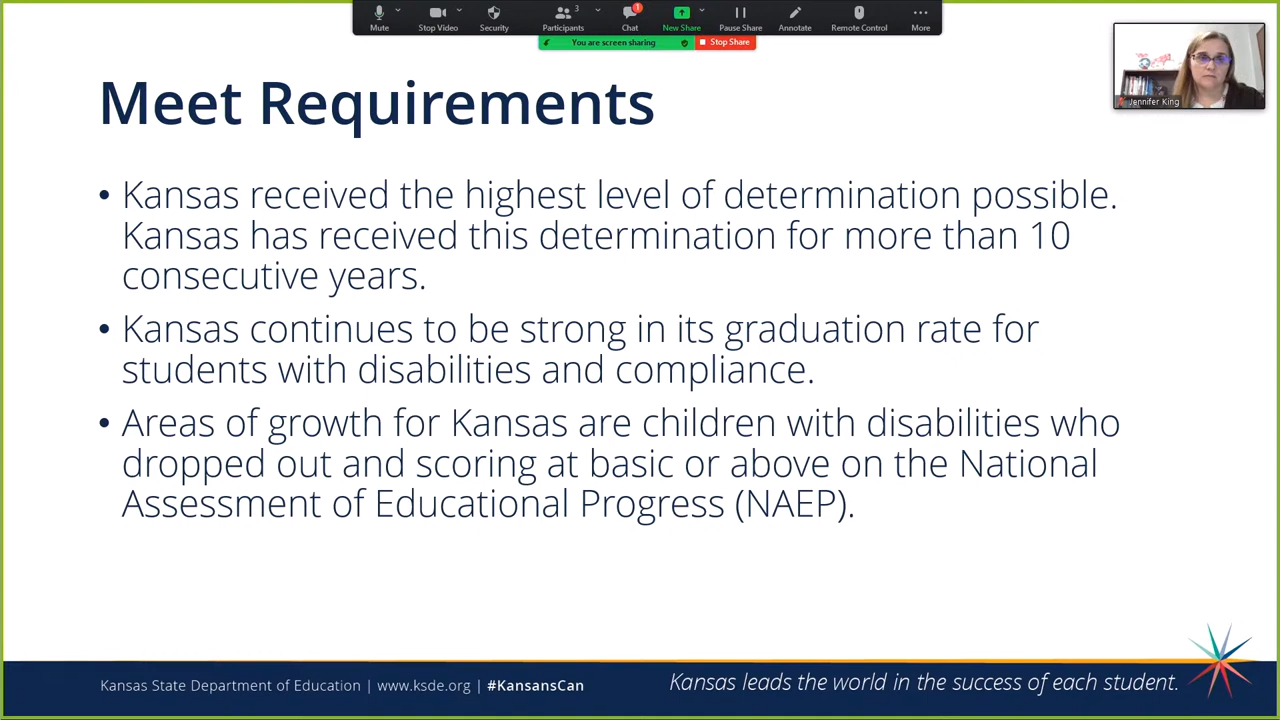 Mute
Stop Video
Security
3
Participants
1
Chat
New Share
Pause Share
Annotate
Remote Control
More
You are screen sharing
Stop Share
Jennifer King
Meet Requirements
• Kansas received the highest level of determination possible.
Kansas has received this determination for more than 10
consecutive years.
• Kansas continues to be strong in its graduation rate for
students with disabilities and compliance.
• Areas of growth for Kansas are children with disabilities who
dropped out and scoring at basic or above on the National
Assessment of Educational Progress (NAEP).
Kansas State Department of Education | www.ksde.org | #KansansCan
Kansas leads the world in the success of each student.